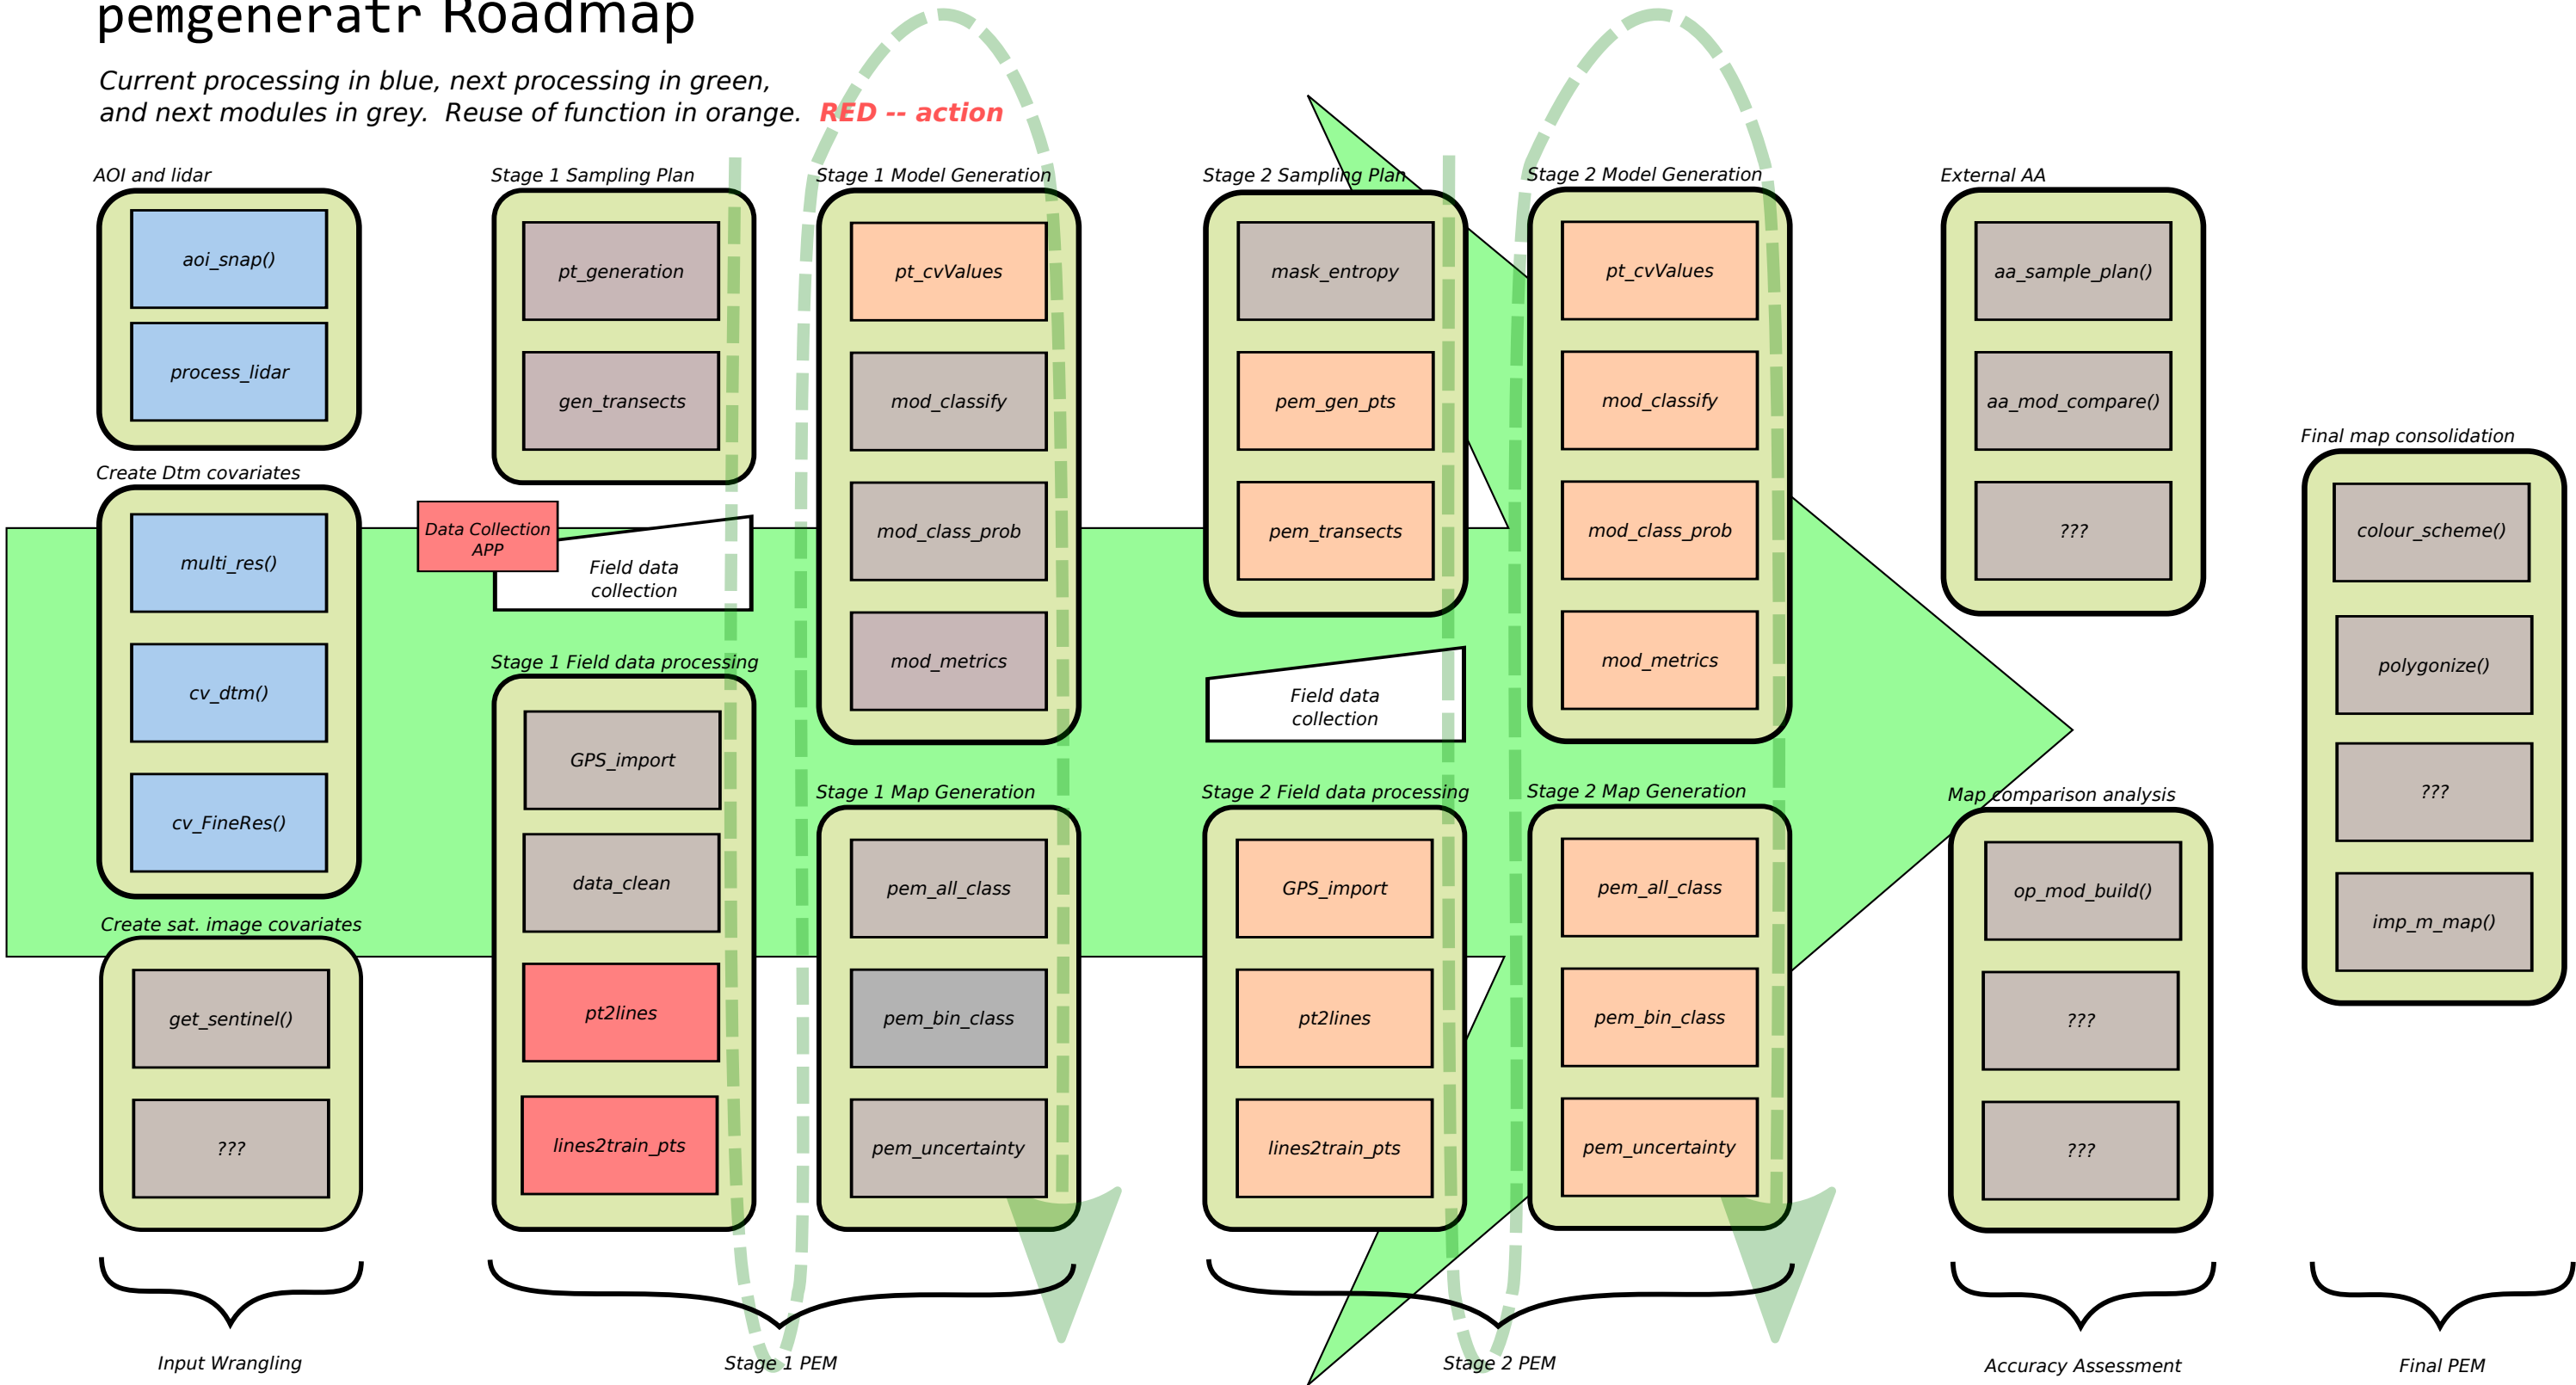 pemgeneratr Roadmap
Current processing in blue, next processing in green,
and next modules in grey.  Reuse of function in orange.  RED -- action
AOI and lidar
aoi_snap()
process_lidar
Create Dtm covariates
multi_res()
cv_dtm()
cv_FineRes()
Create sat. image covariates
get_sentinel()
???
Input Wrangling
Stage 1 Sampling Plan
pt_generation
gen_transects
Data Collection
APP
Field data
collection
Stage 1 Field data processing
GPS_import
data_clean
pt2lines
lines2train_pts
Stage 1 Model Generation
pt_cvValues
mod_classify
mod_class_prob
mod_metrics
Stage 1 Map Generation
pem_all_class
pem_bin_class
pem_uncertainty
Stage 1 PEM
Stage 2 Sampling Plan
mask_entropy
pem_gen_pts
pem_transects
Field data
collection
Stage 2 Field data processing
GPS_import
pt2lines
lines2train_pts
Stage 2 Model Generation
pt_cvValues
mod_classify
mod_class_prob
mod_metrics
Stage 2 Map Generation
pem_all_class
pem_bin_class
pem_uncertainty
Stage 2 PEM
External AA
aa_sample_plan()
aa_mod_compare()
???
Map comparison analysis
op_mod_build()
???
???
Accuracy Assessment
Final map consolidation
colour_scheme()
polygonize()
???
imp_m_map()
Final PEM